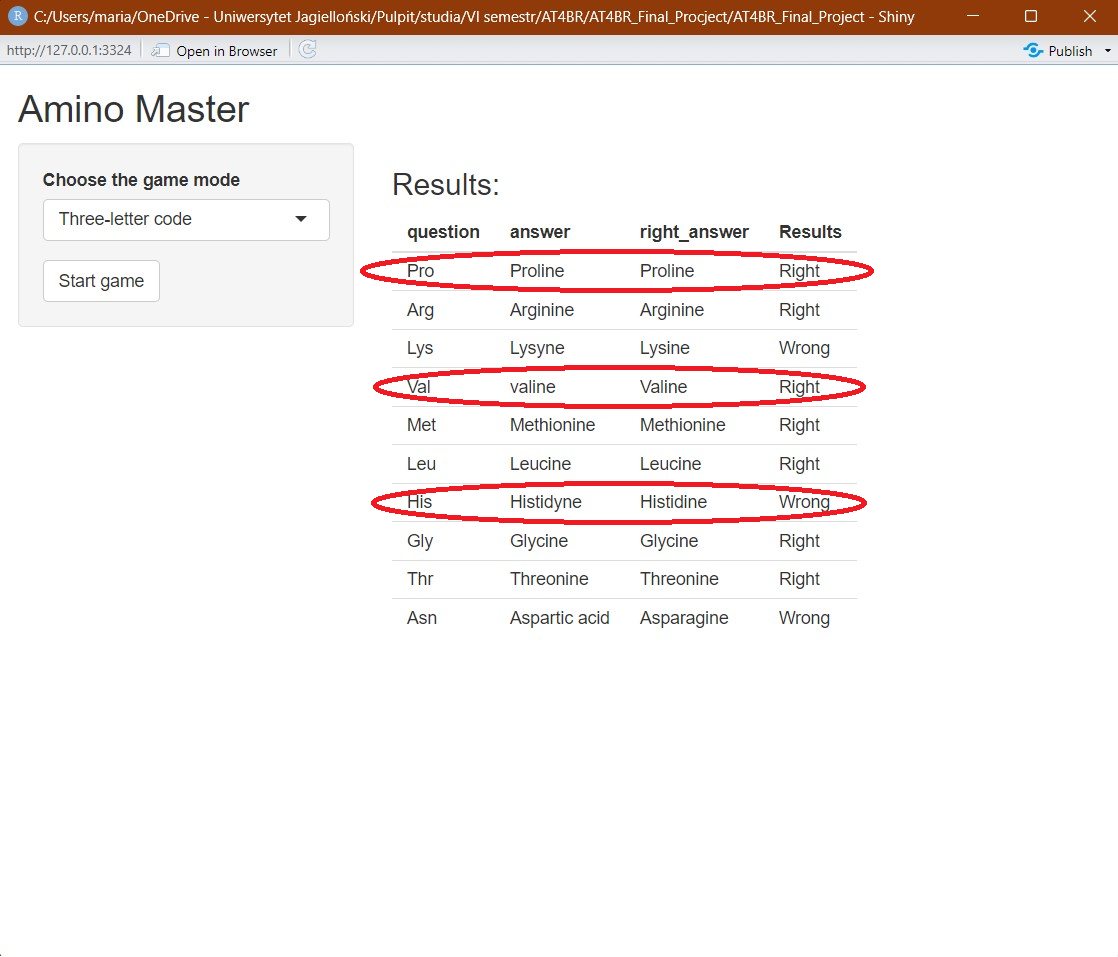 R C:/Users/maria/OneDrive - Uniwersytet Jagielloński/Pulpit/studia/VI semestr/AT4BR/AT4BR_Final_Procject/AT4BR_Final_Project - Shiny
http://127.0.0.1:3324 Open in Browser Publish
Amino Master
Choose the game mode
Three-letter code
Start game
Results:
question answer right_answer Results
Pro Proline Proline Right
Arg Arginine Arginine Right
Lys Lysyne Lysine Wrong
Val valine Valine Right
Met Methionine Methionine Right
Leu Leucine Leucine Right
His Histidyne Histidine Wrong
Gly Glycine Glycine Right
Thr Threonine Threonine Right
Asn Aspartic acid Asparagine Wrong